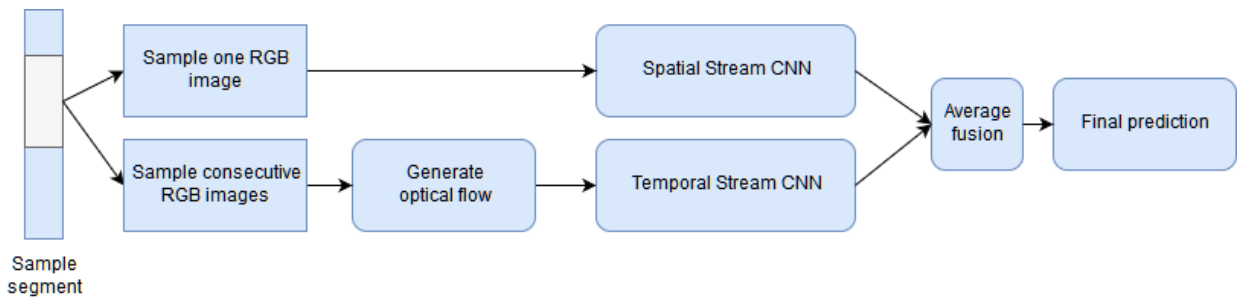 Sample one RGB
image
Spatial Stream CNN
Average
fusion
Final prediction
Sample consecutive
RGB images
Generate
optical flow
Temporal Stream CNN
Sample
segment